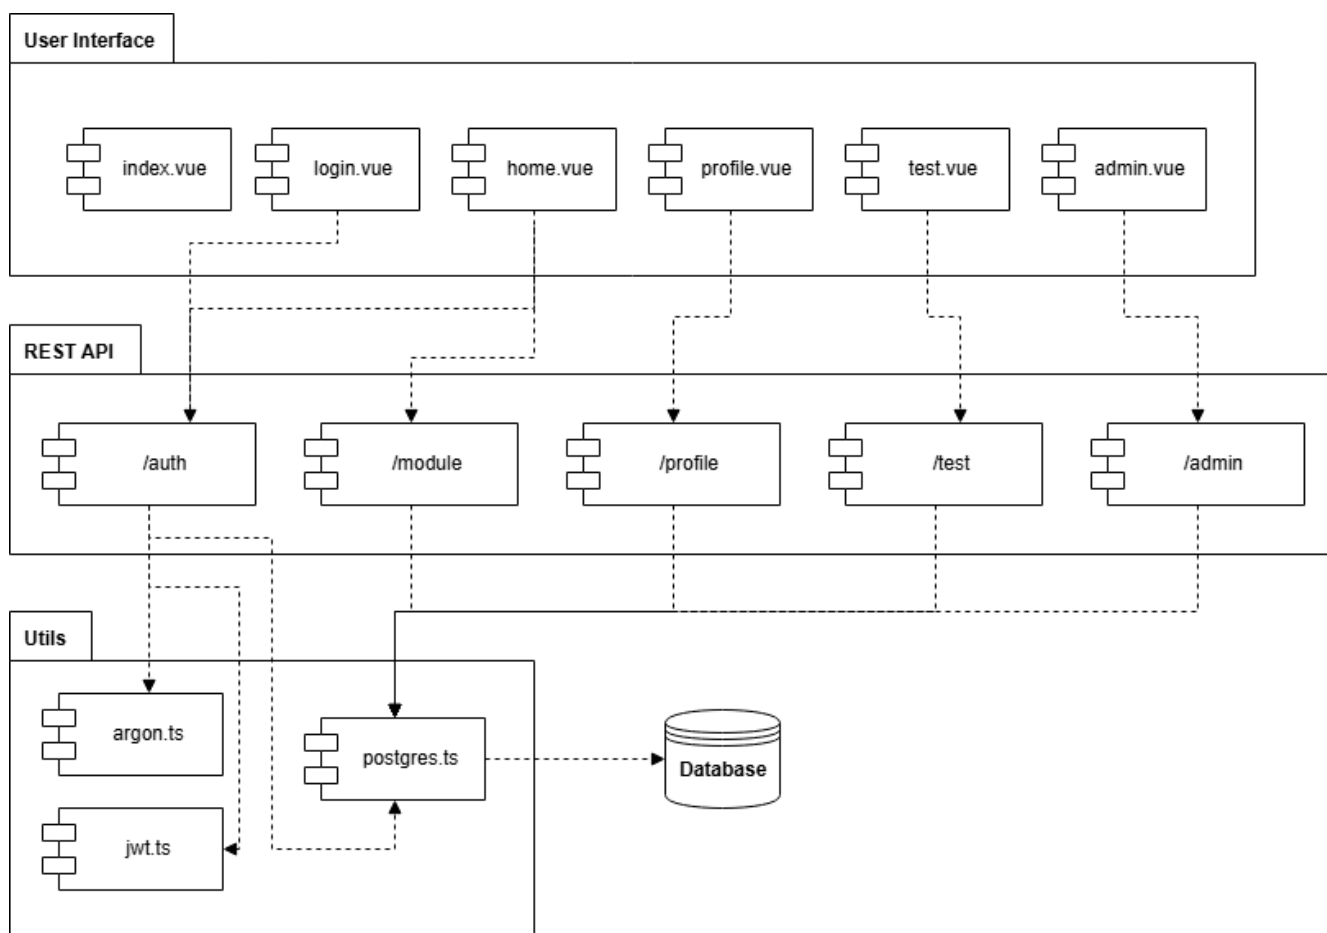 User Interface
index.vue
login.vue
home.vue
profile.vue
test.vue
admin.vue
REST API
/auth
/module
/profile
/test
/admin
Utils
argon.ts
postgres.ts
Database
jwt.ts